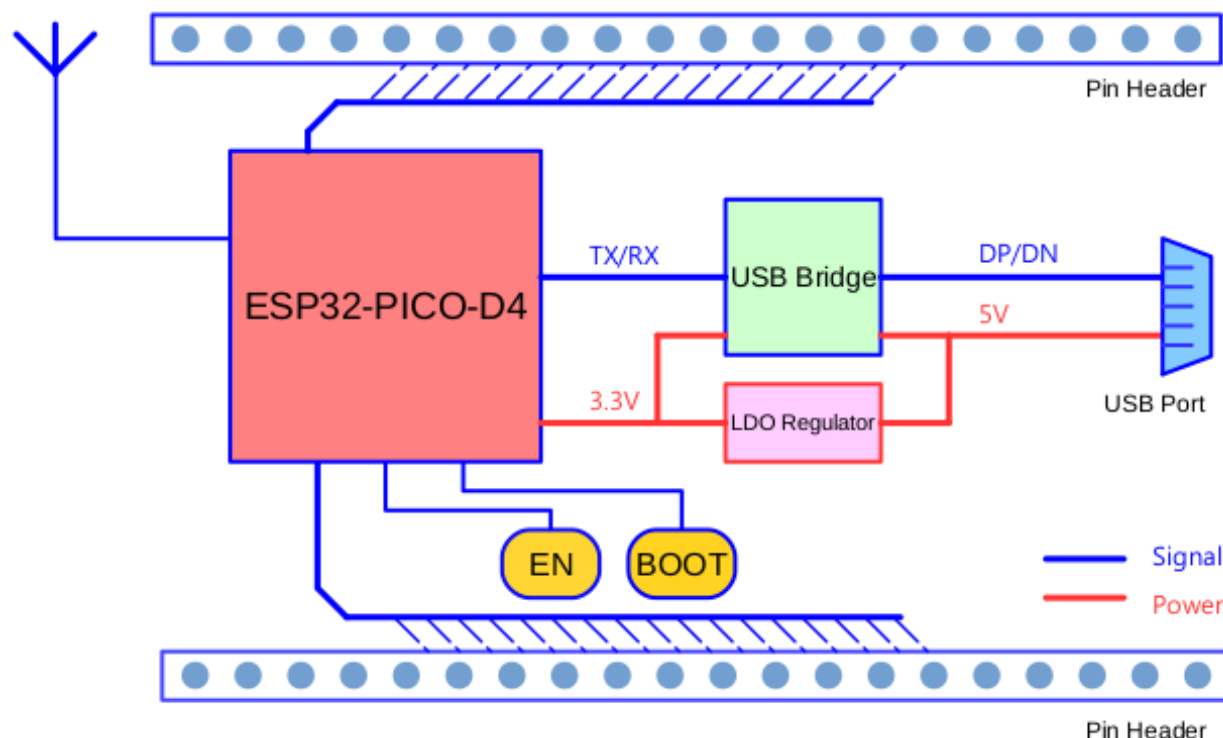 Pin Header
TX/RX
DP/DN
USB Bridge
ESP32-PICO-D4
5V
3.3V
LDO Regulator
USB Port
EN
BOOT
Signal
Power
Pin Header